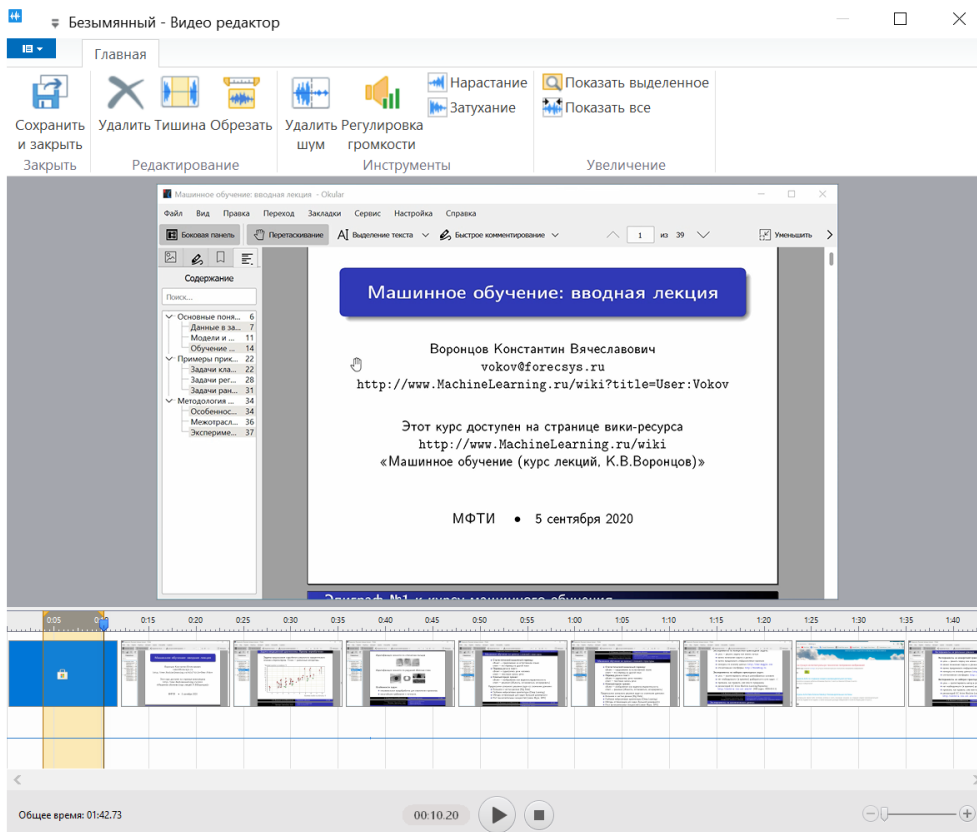 Безымянный - Видео редактор
Главная
Сохранить и закрыть
Удалить
Тишина
Обрезать
Удалить шум
Регулировка громкости
Нарастание
Затухание
Показать выделенное
Показать все
Закрыть
Редактирование
Инструменты
Увеличение
Машинное обучение: вводная лекция - Okular
Файл Вид Правка Переход Закладки Сервис Настройка Справка
Боковая панель Перетаскивание Выделение текста Быстрое комментирование 1 из 39 Уменьшить
Содержание
Поиск...
Основные поня... 6
Данные в за... 7
Модели и ... 11
Обучение ... 14
Примеры прик... 22
Задачи кла... 22
Задачи рег... 28
Задачи ран... 31
Методология ... 34
Особеннос... 34
Межотрасл... 36
Эксперимe... 37
Машинное обучение: вводная лекция
Воронцов Константин Вячеславович
vokov@forecsys.ru
http://www.MachineLearning.ru/wiki?title=User:Vokov
Этот курс доступен на странице вики-ресурса
http://www.MachineLearning.ru/wiki
«Машинное обучение (курс лекций, К.В.Воронцов)»
МФТИ • 5 сентября 2020
Эпиграф №1 к курсу машинного обучения
0:05 0:15 0:20 0:25 0:30 0:35 0:40 0:45 0:50 0:55 1:00 1:05 1:10 1:15 1:20 1:25 1:30 1:35 1:40
Общее время: 01:42.73
00:10.20